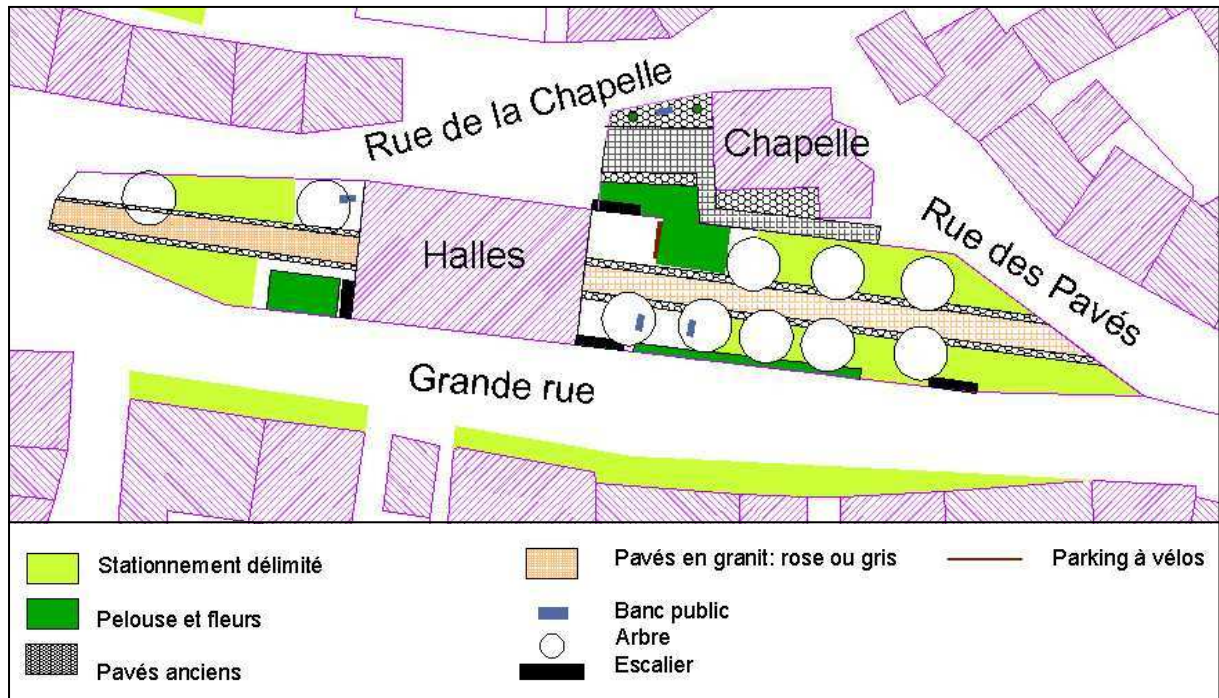 Rue de la Chapelle
Chapelle
Halles
Rue des Pavés
Grande rue
Stationnement délimité
Pelouse et fleurs
Pavés anciens
Pavés en granit: rose ou gris
Banc public
Arbre
Escalier
Parking à vélos